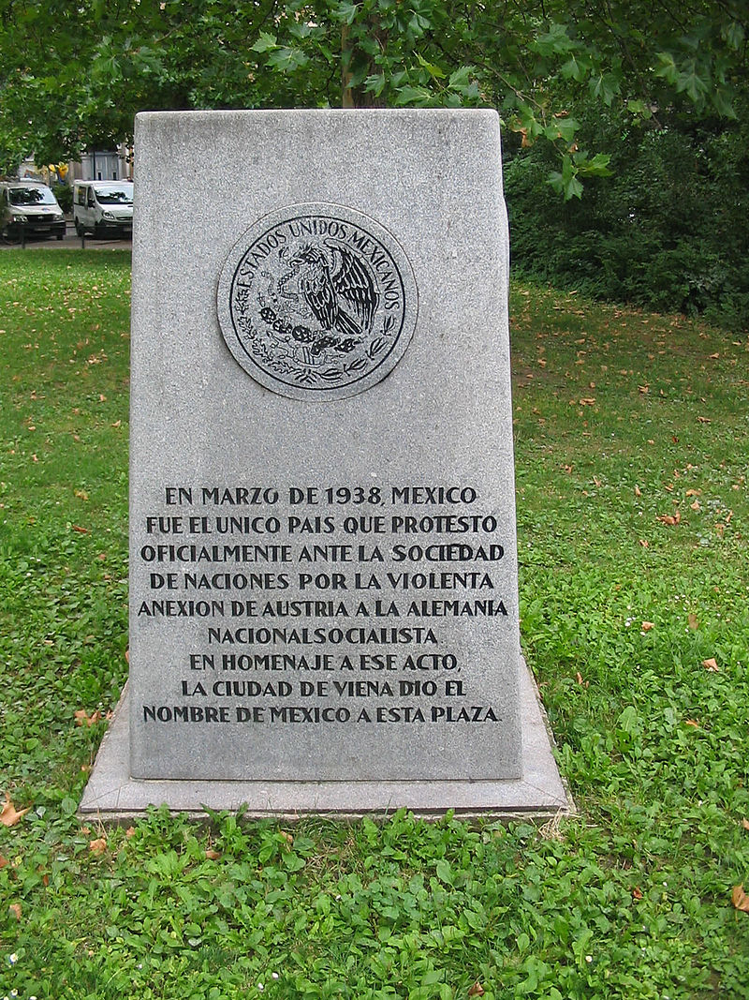 ESTADOS UNIDOS MEXICANOS
EN MARZO DE 1938, MEXICO
FUE EL UNICO PAIS QUE PROTESTO
OFICIALMENTE ANTE LA SOCIEDAD
DE NACIONES POR LA VIOLENTA
ANEXION DE AUSTRIA A LA ALEMANIA
NACIONALSOCIALISTA.
EN HOMENAJE A ESE ACTO,
LA CIUDAD DE VIENA DIO EL
NOMBRE DE MEXICO A ESTA PLAZA.